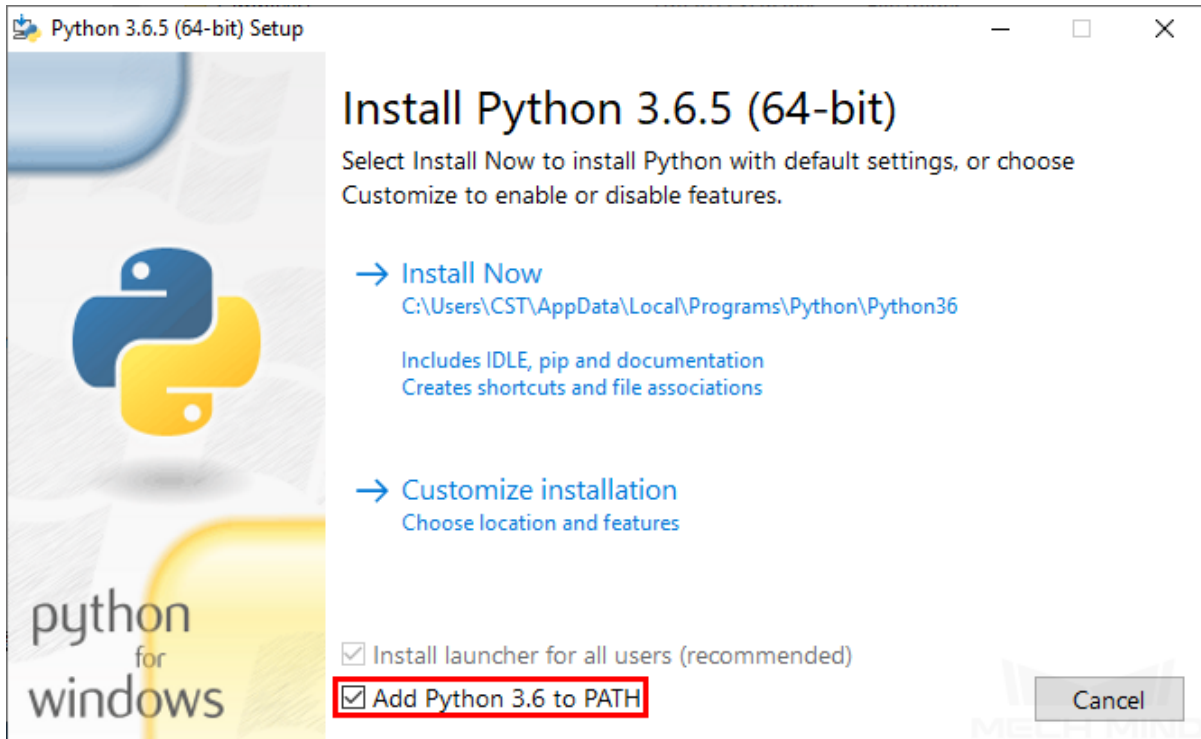 Python 3.6.5 (64-bit) Setup
Install Python 3.6.5 (64-bit)
Select Install Now to install Python with default settings, or choose
Customize to enable or disable features.
Install Now
C:\Users\CST\AppData\Local\Programs\Python\Python36
Includes IDLE, pip and documentation
Creates shortcuts and file associations
Customize installation
Choose location and features
python
for
windows
Install launcher for all users (recommended)
Add Python 3.6 to PATH
Cancel
MECH MIND